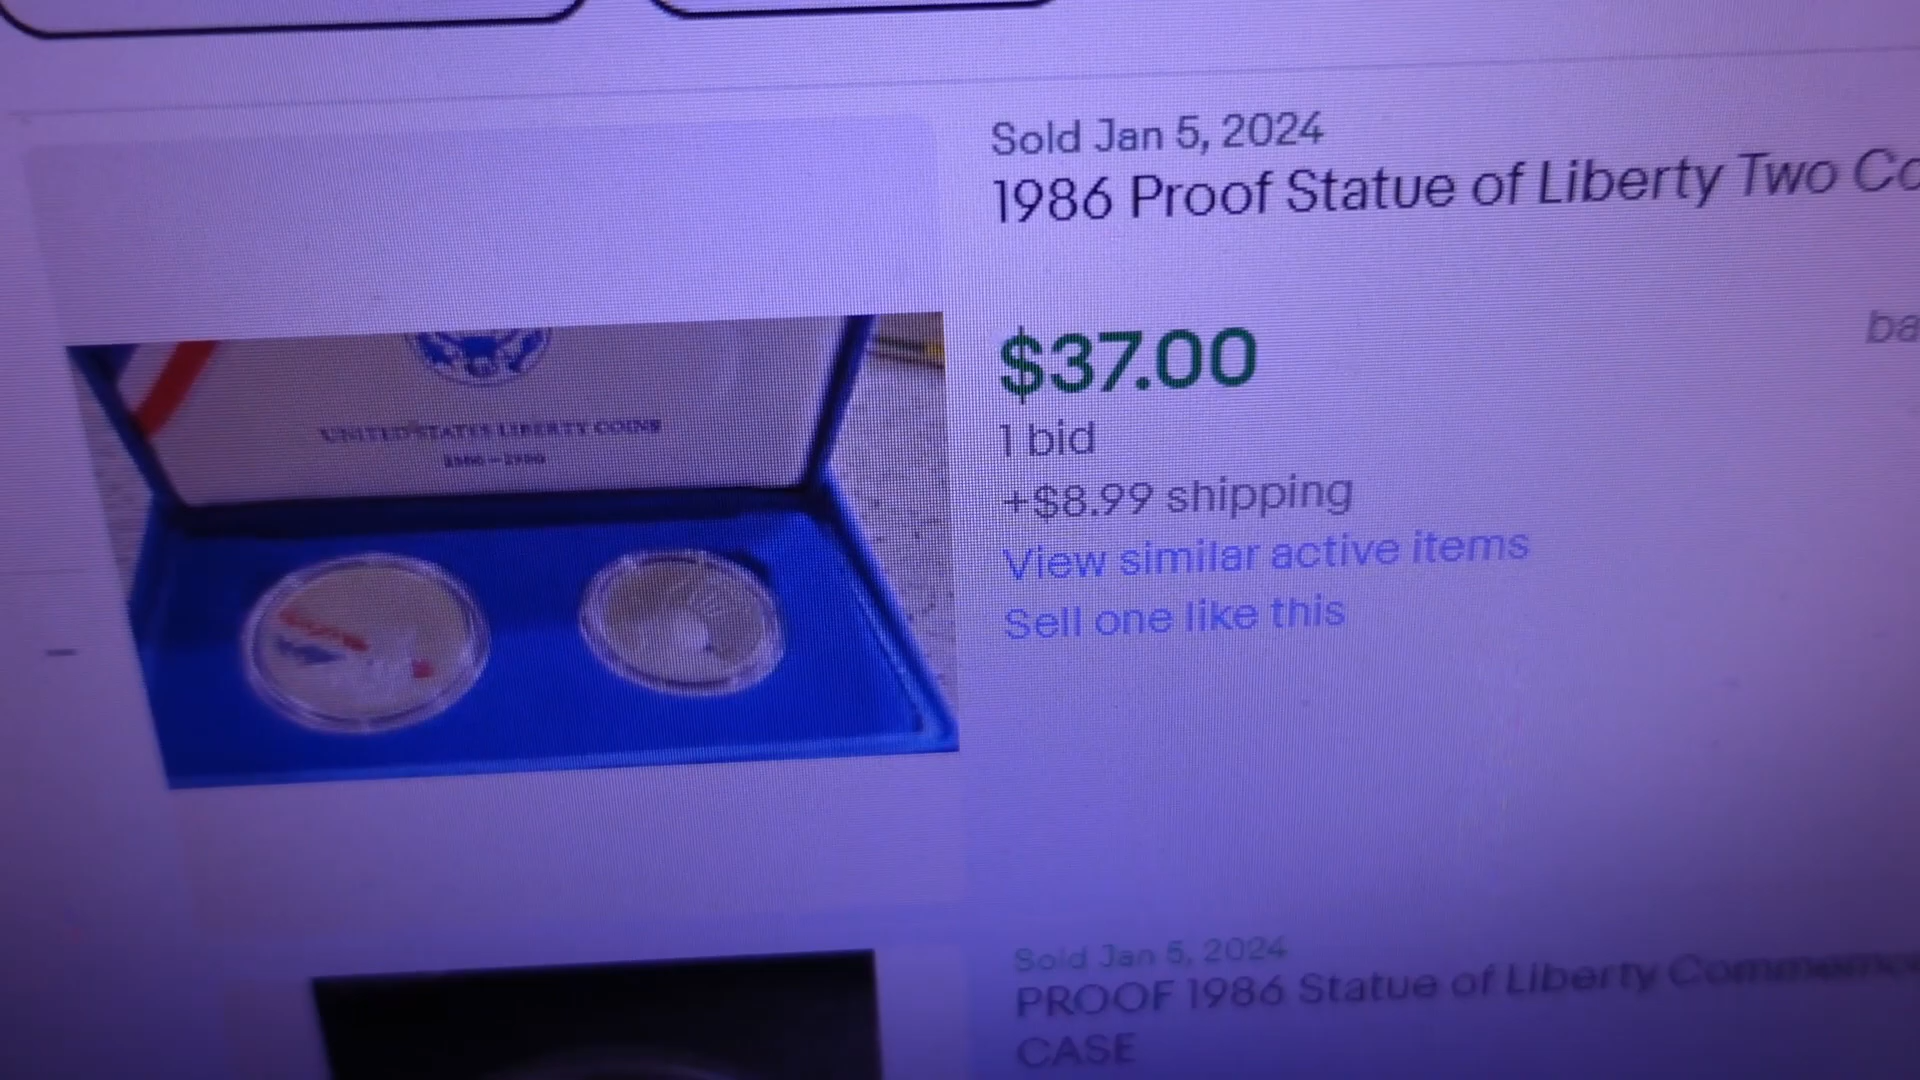 Sold Jan 5, 2024
1986 Proof Statue of Liberty Two Co
$37.00
ba
1 bid
+$8.99 shipping
View similar active items
Sell one like this
UNITED STATES LIBERTY COINS
1886–1986
Sold Jan 5, 2024
PROOF 1986 Statue of Liberty
CASE